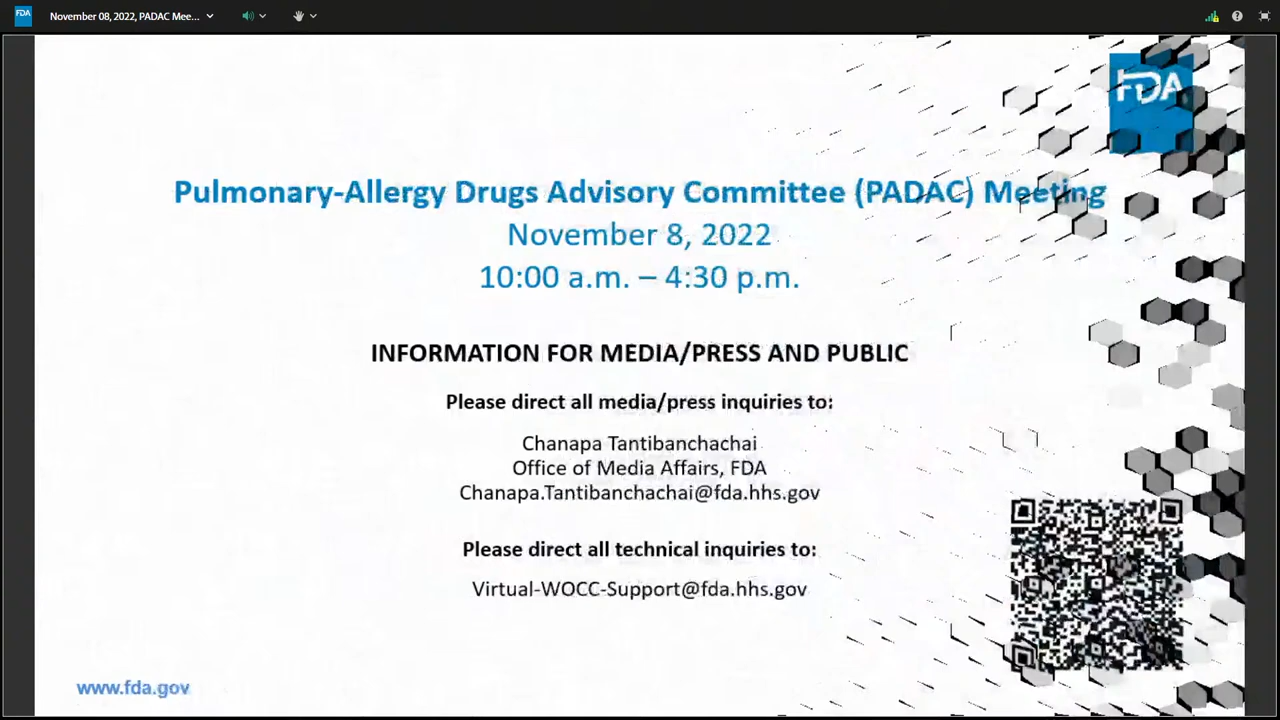 FDA
November 08, 2022, PADAC Mee...
FDA
Pulmonary-Allergy Drugs Advisory Committee (PADAC) Meeting
November 8, 2022
10:00 a.m. – 4:30 p.m.
INFORMATION FOR MEDIA/PRESS AND PUBLIC
Please direct all media/press inquiries to:
Chanapa Tantibanchachai
Office of Media Affairs, FDA
Chanapa.Tantibanchachai@fda.hhs.gov
Please direct all technical inquiries to:
Virtual-WOCC-Support@fda.hhs.gov
www.fda.gov